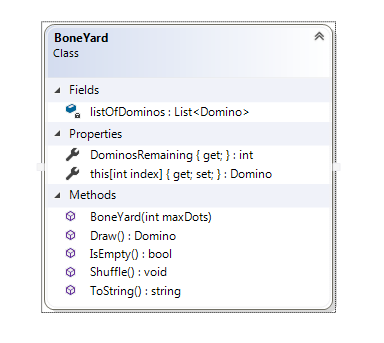 BoneYard
Class
Fields
listOfDominos : List<Domino>
Properties
DominosRemaining { get; } : int
this[int index] { get; set; } : Domino
Methods
BoneYard(int maxDots)
Draw() : Domino
IsEmpty() : bool
Shuffle() : void
ToString() : string